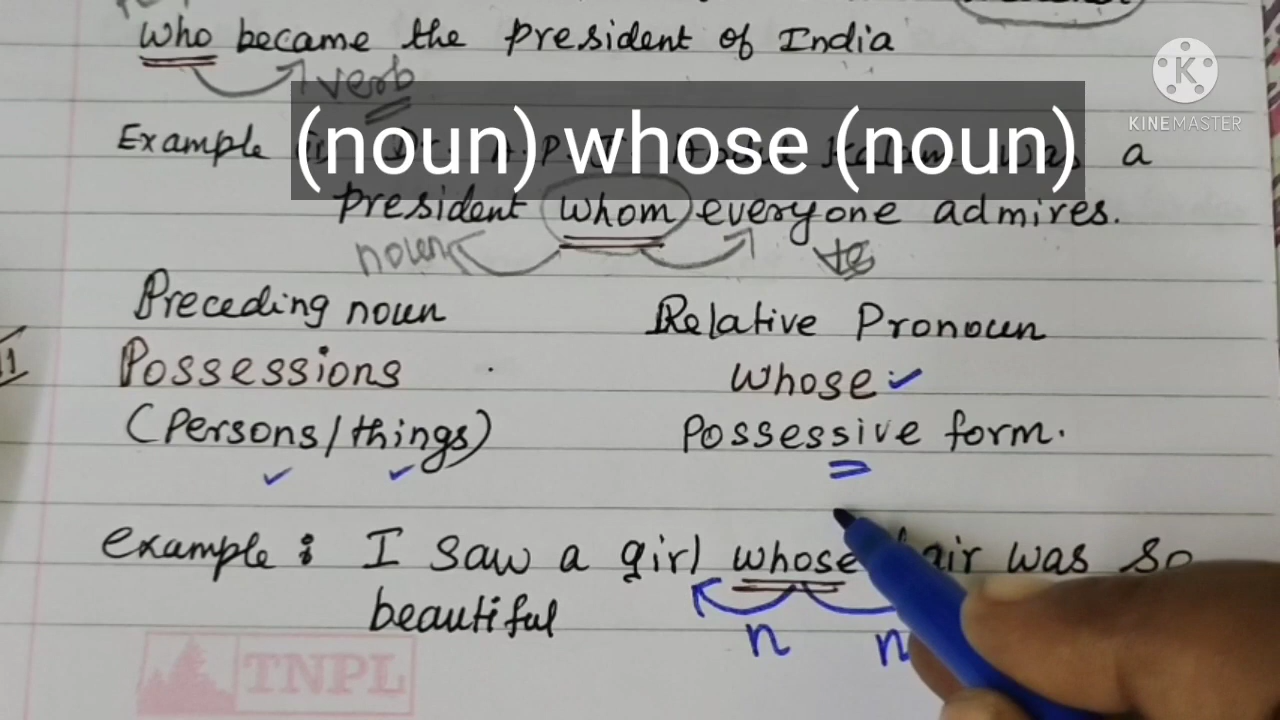 who became the president of India
verb
KINEMASTER
(noun) whose (noun)
Example was a
president whom everyone admires.
noun
Preceding noun Relative Pronoun
Possessions whose
(Persons/things) Possessive form.
example : I saw a girl whose hair was so
beautiful
n n
TNPL